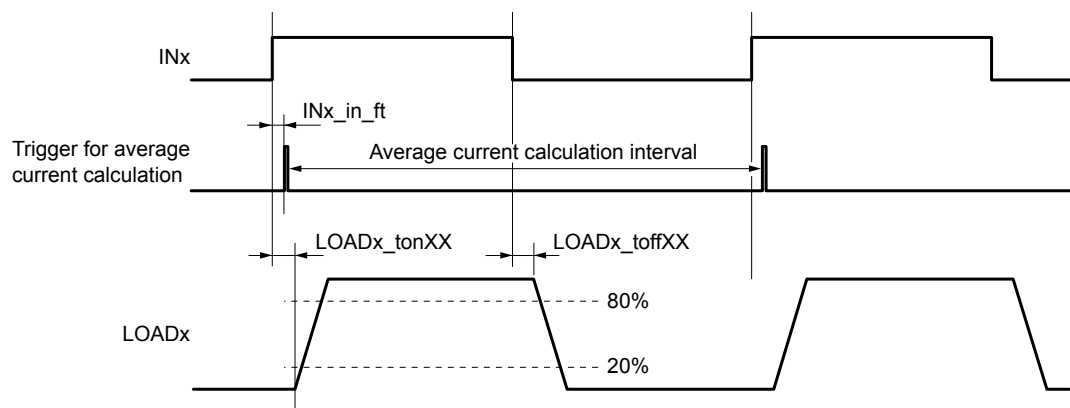 INx
INx_in_ft
Trigger for average
current calculation
Average current calculation interval
LOADx_tonXX
LOADx_toffXX
80%
LOADx
20%